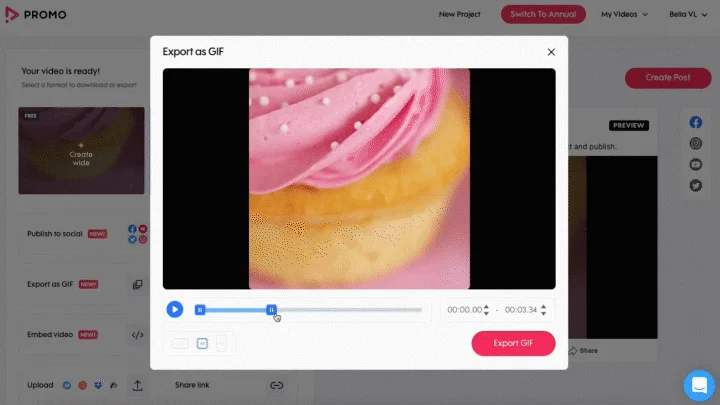 PROMO
New Project
Switch To Annual
My Videos
Bella VL
Export as GIF
Your video is ready!
Select a format to download or export
Create Post
FREE
+
Create
wide
PREVIEW
ct and publish.
Publish to social NEW!
Export as GIF NEW!
00:00.00 - 00:03.34
Embed video NEW!
Export GIF
Share
Upload
Share link